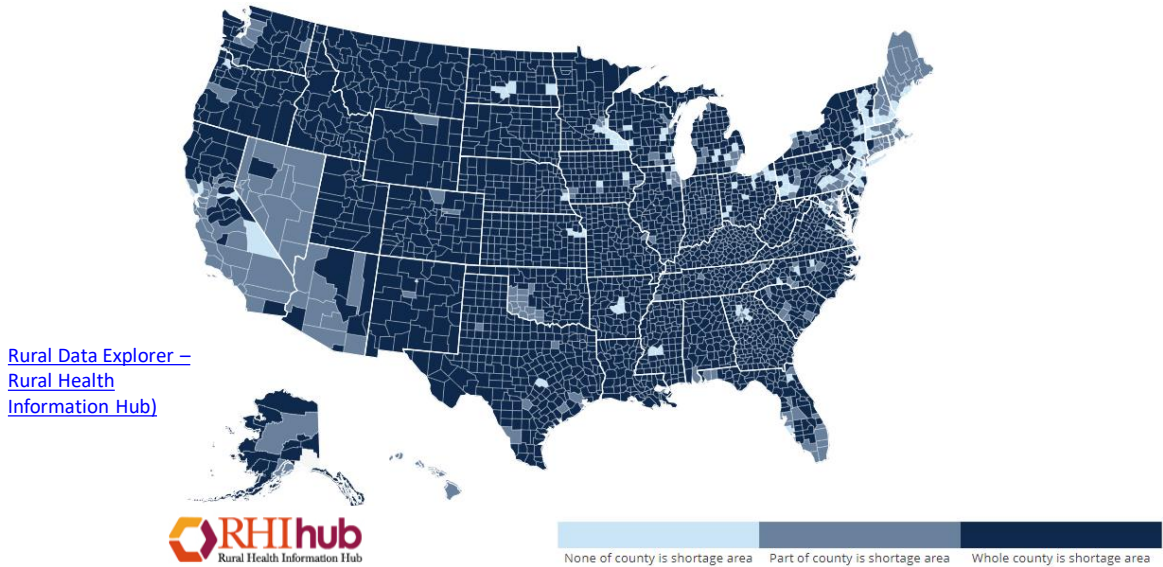 Rural Data Explorer –
Rural Health
Information Hub)
RHIhub
Rural Health Information Hub
None of county is shortage area
Part of county is shortage area
Whole county is shortage area